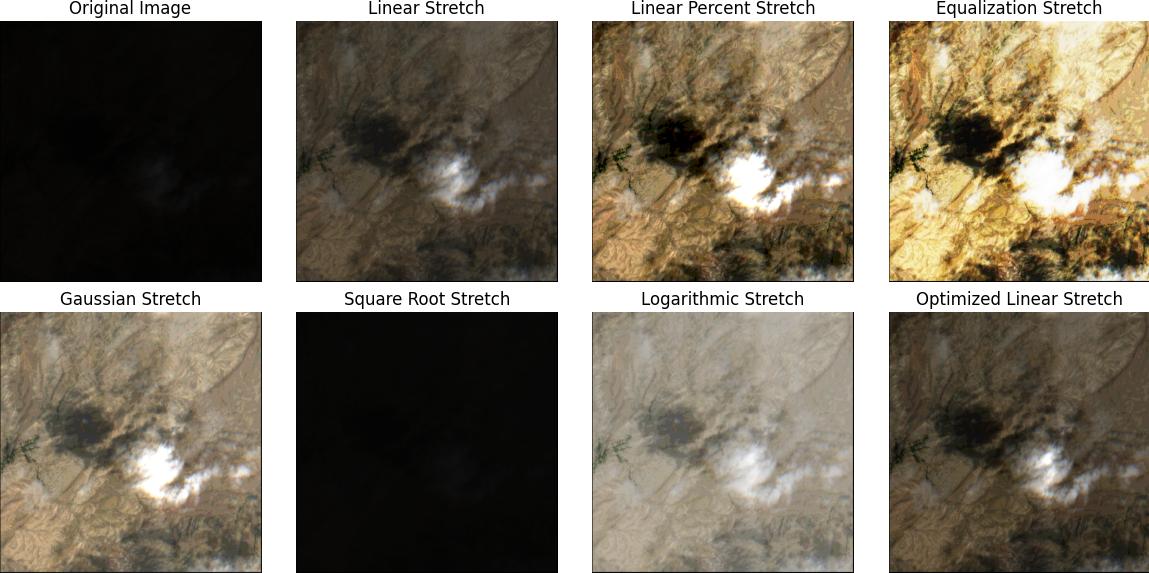 Original Image
Linear Stretch
Linear Percent Stretch
Equalization Stretch
Gaussian Stretch
Square Root Stretch
Logarithmic Stretch
Optimized Linear Stretch